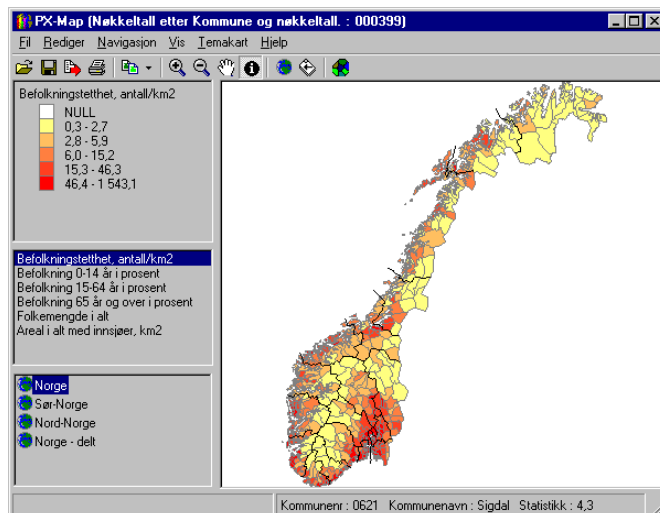 PX-Map (Nøkkeltall etter Kommune og nøkkeltall. : 000399)
Fil Rediger Navigasjon Vis Temakart Hjelp
Befolkningstetthet, antall/km2
NULL
0,3 - 2,7
2,8 - 5,9
6,0 - 15,2
15,3 - 46,3
46,4 - 1 543,1
Befolkningstetthet, antall/km2
Befolkning 0-14 år i prosent
Befolkning 15-64 år i prosent
Befolkning 65 år og over i prosent
Folkemengde i alt
Areal i alt med innsjøer, km2
Norge
Sør-Norge
Nord-Norge
Norge - delt
Kommunenr : 0621 Kommunenavn : Sigdal Statistikk : 4,3